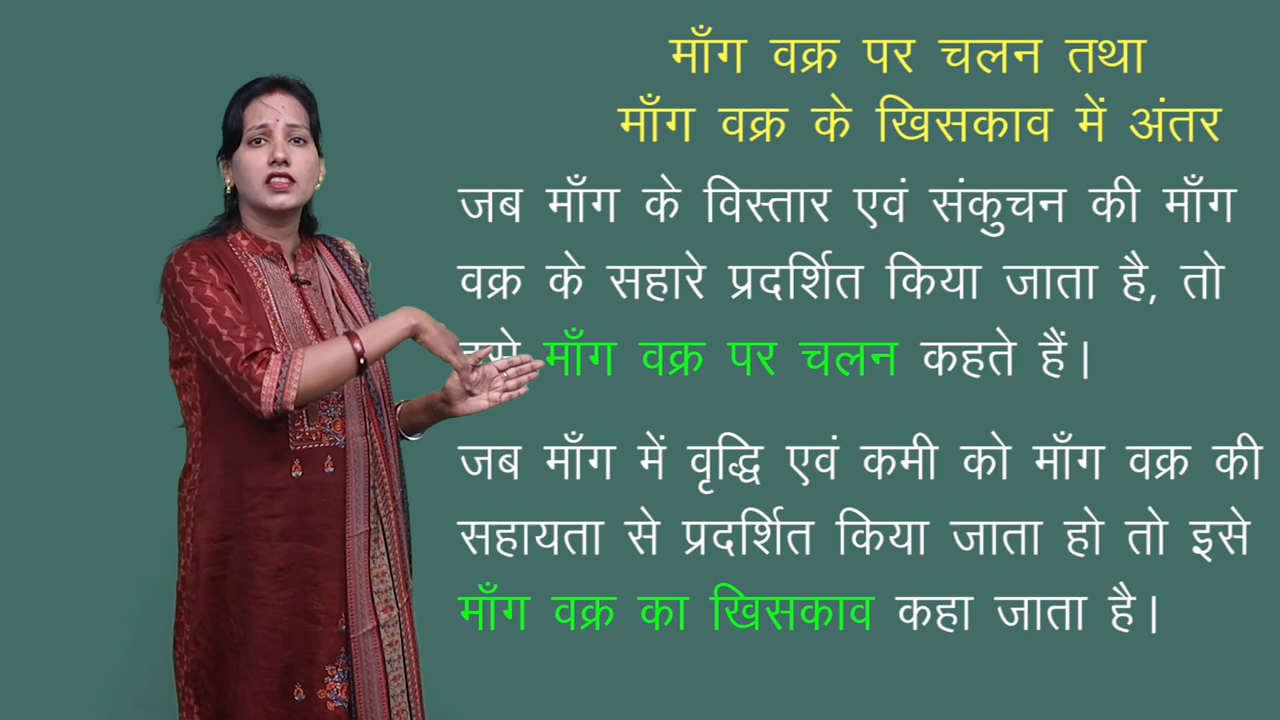 माँग वक्र पर चलन तथा
माँग वक्र के खिसकाव में अंतर
जब माँग के विस्तार एवं संकुचन की माँग
वक्र के सहारे प्रदर्शित किया जाता है, तो
इसे माँग वक्र पर चलन कहते हैं।
जब माँग में वृद्धि एवं कमी को माँग वक्र की
सहायता से प्रदर्शित किया जाता हो तो इसे
माँग वक्र का खिसकाव कहा जाता है।